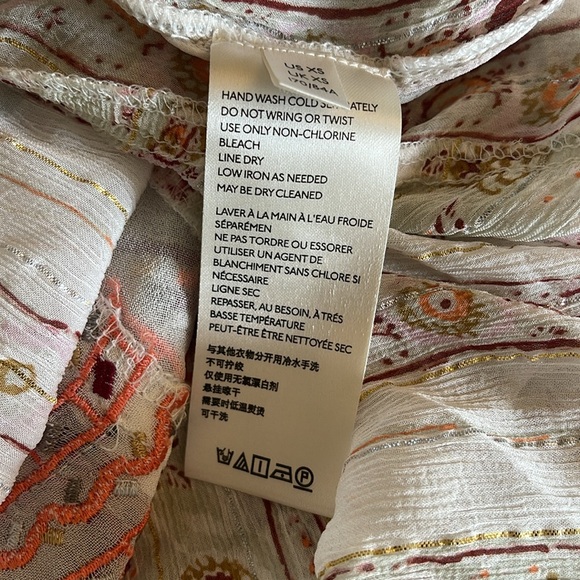 US XS
UK XS
170/84A
HAND WASH COLD SEPARATELY
DO NOT WRING OR TWIST
USE ONLY NON-CHLORINE
BLEACH
LINE DRY
LOW IRON AS NEEDED
MAY BE DRY CLEANED
LAVER À LA MAIN À L'EAU FROIDE
SÉPARÉMEN
NE PAS TORDRE OU ESSORER
UTILISER UN AGENT DE
BLANCHIMENT SANS CHLORE SI
NÉCESSAIRE
LIGNE SEC
REPASSER, AU BESOIN, À TRÉS
BASSE TEMPÉRATURE
PEUT-ÊTRE ÊTRE NETTOYÉE SEC
与其他衣物分开用冷水手洗
不可拧绞
仅使用无氯漂白剂
悬挂晾干
需要时低温熨烫
可干洗
P